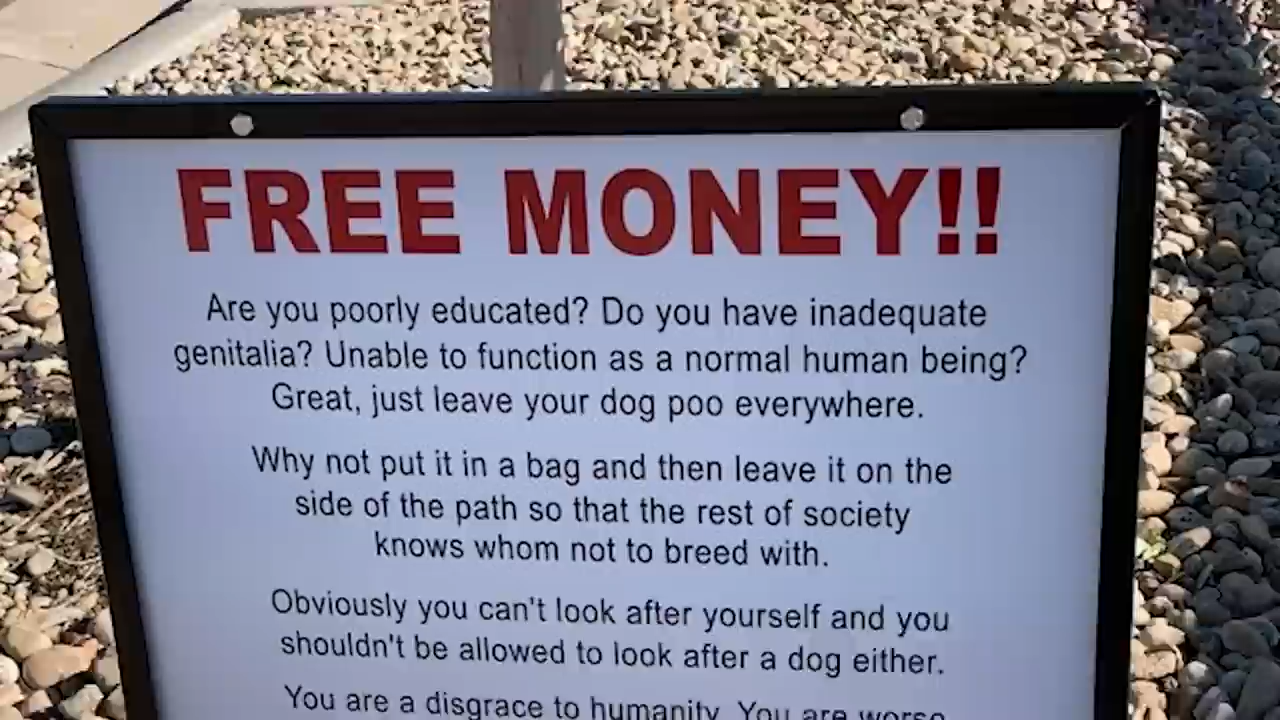 FREE MONEY!!
Are you poorly educated? Do you have inadequate
genitalia? Unable to function as a normal human being?
Great, just leave your dog poo everywhere.
Why not put it in a bag and then leave it on the
side of the path so that the rest of society
knows whom not to breed with.
Obviously you can't look after yourself and you
shouldn't be allowed to look after a dog either.
You are a disgrace to humanity. You are worse